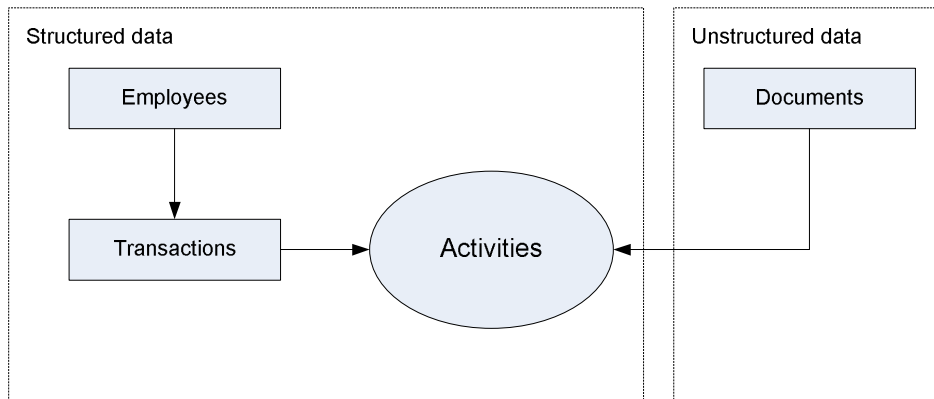 Structured data
Employees
Transactions
Activities
Unstructured data
Documents